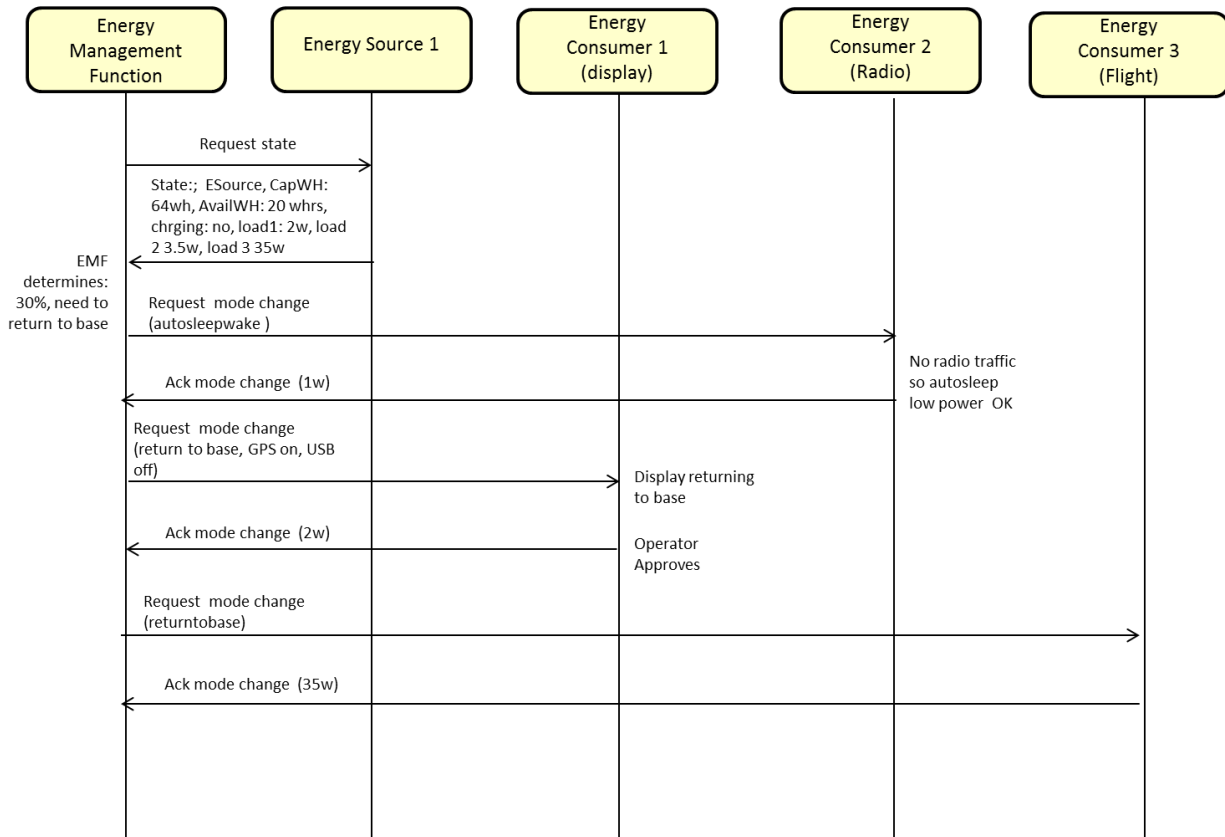 Energy
Management
Function
Energy Source 1
Energy
Consumer 1
(display)
Energy
Consumer 2
(Radio)
Energy
Consumer 3
(Flight)
Request state
State:; ESource, CapWH:
64wh, AvailWH: 20 whrs,
chrging: no, load1: 2w, load
2 3.5w, load 3 35w
EMF
determines:
30%, need to
return to base
Request mode change
(autosleepwake )
No radio traffic
so autosleep
low power OK
Ack mode change (1w)
Request mode change
(return to base, GPS on, USB
off)
Display returning
to base
Ack mode change (2w)
Operator
Approves
Request mode change
(returntobase)
Ack mode change (35w)